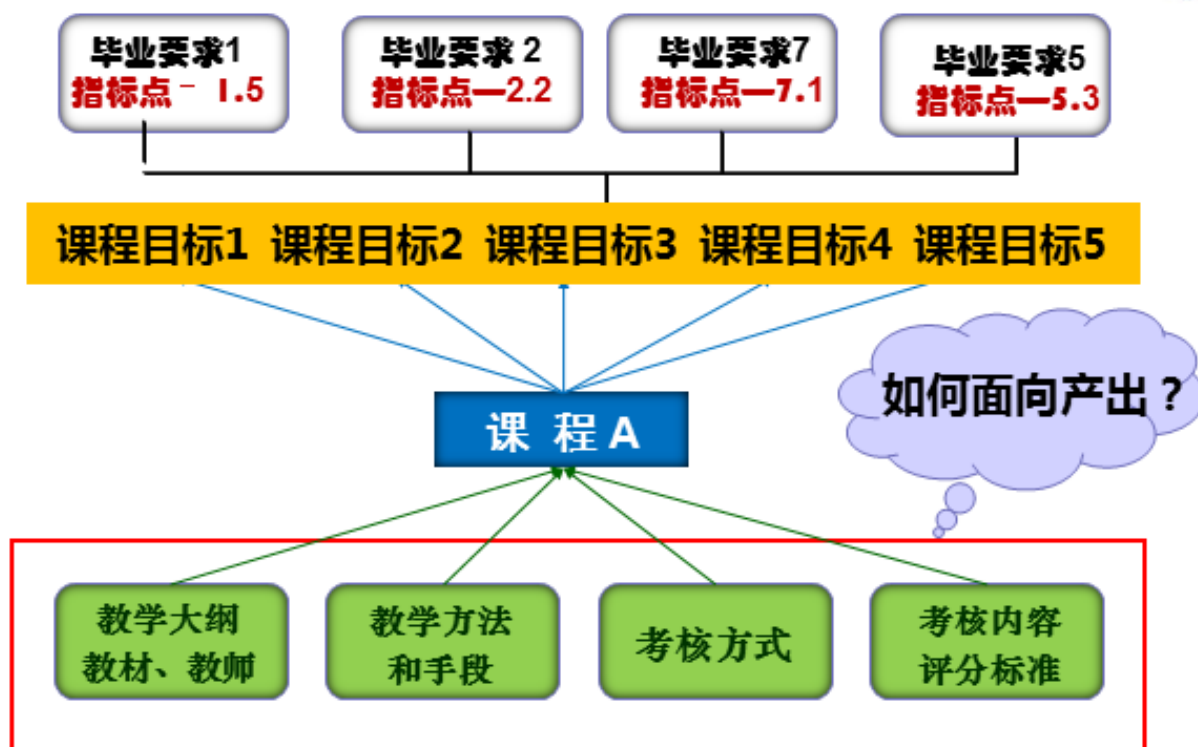 毕业要求1
指标点- 1.5
毕业要求 2
指标点—2.2
毕业要求7
指标点—7.1
毕业要求5
指标点—5.3
课程目标1 课程目标2 课程目标3 课程目标4 课程目标5
如何面向产出？
课 程 A
教学大纲
教材、教师
教学方法
和手段
考核方式
考核内容
评分标准